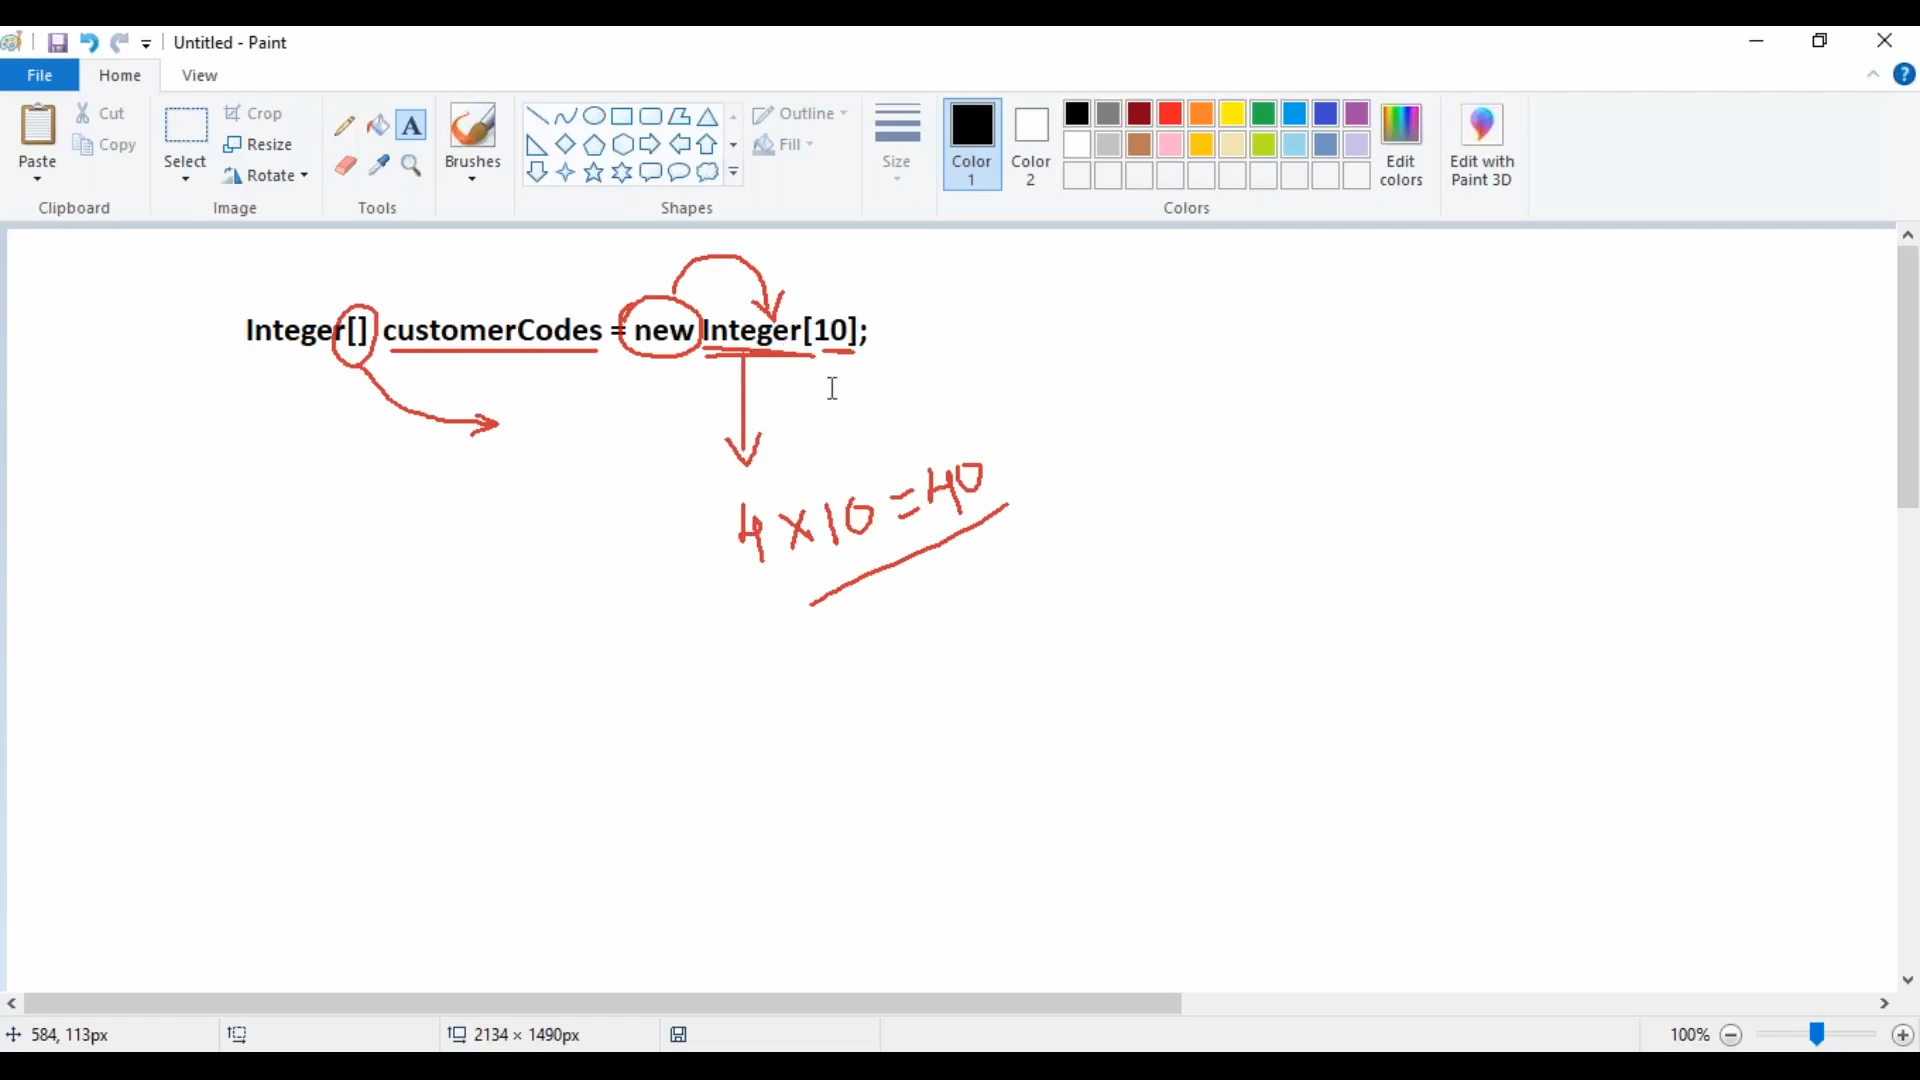 Untitled - Paint
File Home View
Paste
Cut
Copy
Clipboard
Select
Crop
Resize
Rotate
Image
Tools
Brushes
Shapes
Outline
Fill
Size
Color 1
Color 2
Colors
Edit colors
Edit with Paint 3D
Integer[] customerCodes = new Integer[10];
4 x 10 = 40
584, 113px
2134 × 1490px
100%